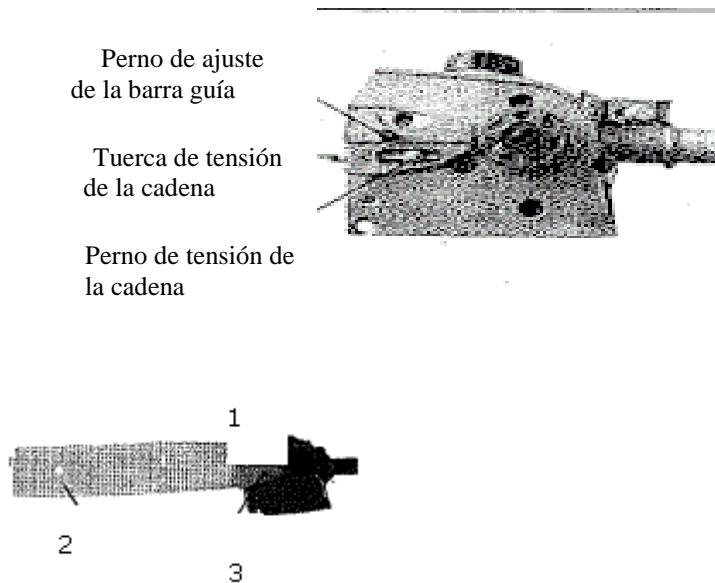 Perno de ajuste
de la barra guía
Tuerca de tensión
de la cadena
Perno de tensión de
la cadena
1
2
3